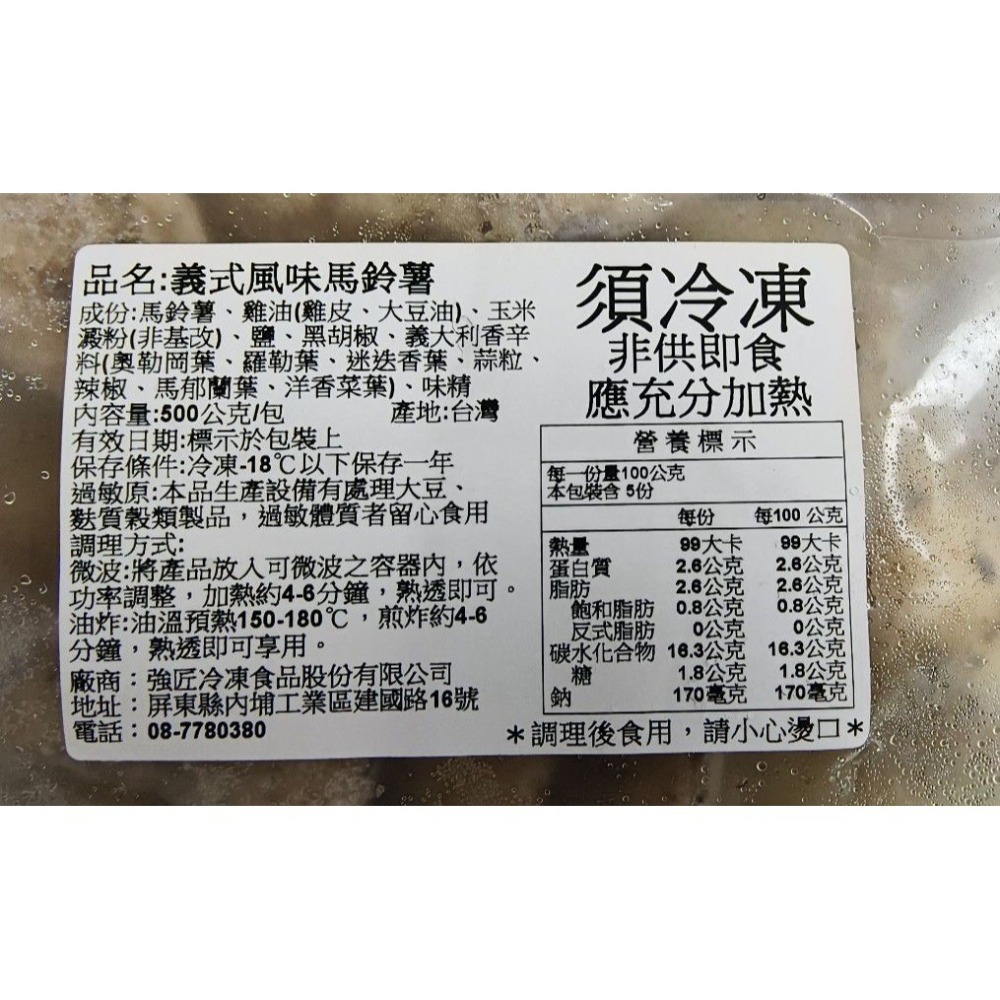 品名:義式風味馬鈴薯
成份:馬鈴薯、雞油(雞皮、大豆油)、玉米
澱粉(非基改)、鹽、黑胡椒、義大利香辛
料(奧勒岡葉、羅勒葉、迷迭香葉、蒜粒、
辣椒、馬郁蘭葉、洋香菜葉)、味精
內容量:500公克/包 產地:台灣
有效日期:標示於包裝上
保存條件:冷凍-18℃以下保存一年
過敏原:本品生產設備有處理大豆、
麩質穀類製品，過敏體質者留心食用
調理方式:
微波:將產品放入可微波之容器內，依
功率調整，加熱約4-6分鐘，熟透即可。
油炸:油溫預熱150-180℃，煎炸約4-6
分鐘，熟透即可享用。
廠商：強匠冷凍食品股份有限公司
地址：屏東縣內埔工業區建國路16號
電話：08-7780380
須冷凍
非供即食
應充分加熱
營養標示
每一份量100公克
本包裝含 5份
每份 每100 公克
熱量 99大卡 99大卡
蛋白質 2.6公克 2.6公克
脂肪 2.6公克 2.6公克
飽和脂肪 0.8公克 0.8公克
反式脂肪 0公克 0公克
碳水化合物 16.3公克 16.3公克
糖 1.8公克 1.8公克
鈉 170毫克 170毫克
＊調理後食用，請小心燙口＊